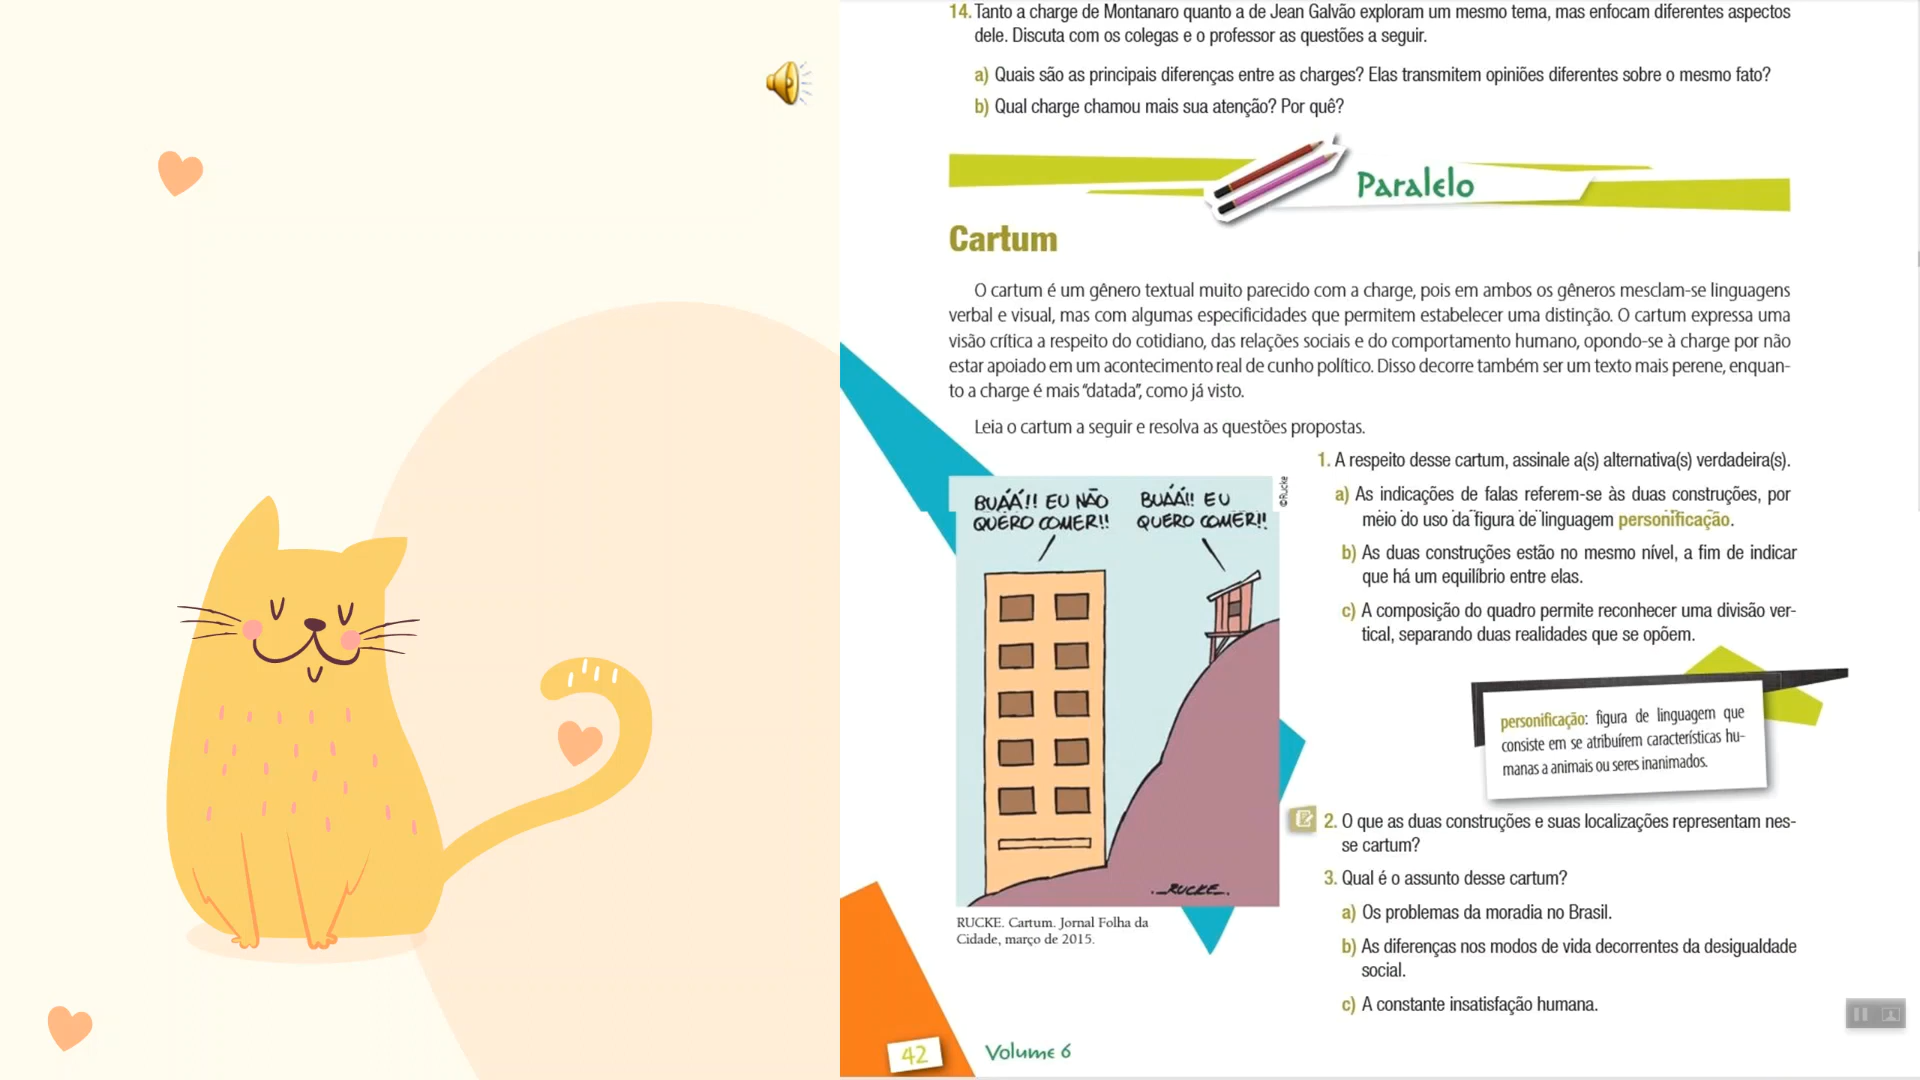 14. Tanto a charge de Montanaro quanto a de Jean Galvão exploram um mesmo tema, mas enfocam diferentes aspectos
dele. Discuta com os colegas e o professor as questões a seguir.
a) Quais são as principais diferenças entre as charges? Elas transmitem opiniões diferentes sobre o mesmo fato?
b) Qual charge chamou mais sua atenção? Por quê?
Paralelo
Cartum
O cartum é um gênero textual muito parecido com a charge, pois em ambos os gêneros mesclam-se linguagens
verbal e visual, mas com algumas especificidades que permitem estabelecer uma distinção. O cartum expressa uma
visão crítica a respeito do cotidiano, das relações sociais e do comportamento humano, opondo-se à charge por não
estar apoiado em um acontecimento real de cunho político. Disso decorre também ser um texto mais perene, enquan-
to a charge é mais “datada”, como já visto.
Leia o cartum a seguir e resolva as questões propostas.
BUÁÁ!! EU NÃO
QUERO COMER!!
BUÁÁ!! EU
QUERO COMER!!
©Rucke
RUCKE
RUCKE. Cartum. Jornal Folha da
Cidade, março de 2015.
1. A respeito desse cartum, assinale a(s) alternativa(s) verdadeira(s).
a) As indicações de falas referem-se às duas construções, por
meio do uso da figura de linguagem personificação.
b) As duas construções estão no mesmo nível, a fim de indicar
que há um equilíbrio entre elas.
c) A composição do quadro permite reconhecer uma divisão ver-
tical, separando duas realidades que se opõem.
personificação: figura de linguagem que
consiste em se atribuírem características hu-
manas a animais ou seres inanimados.
2. O que as duas construções e suas localizações representam nes-
se cartum?
3. Qual é o assunto desse cartum?
a) Os problemas da moradia no Brasil.
b) As diferenças nos modos de vida decorrentes da desigualdade
social.
c) A constante insatisfação humana.
42
Volume 6